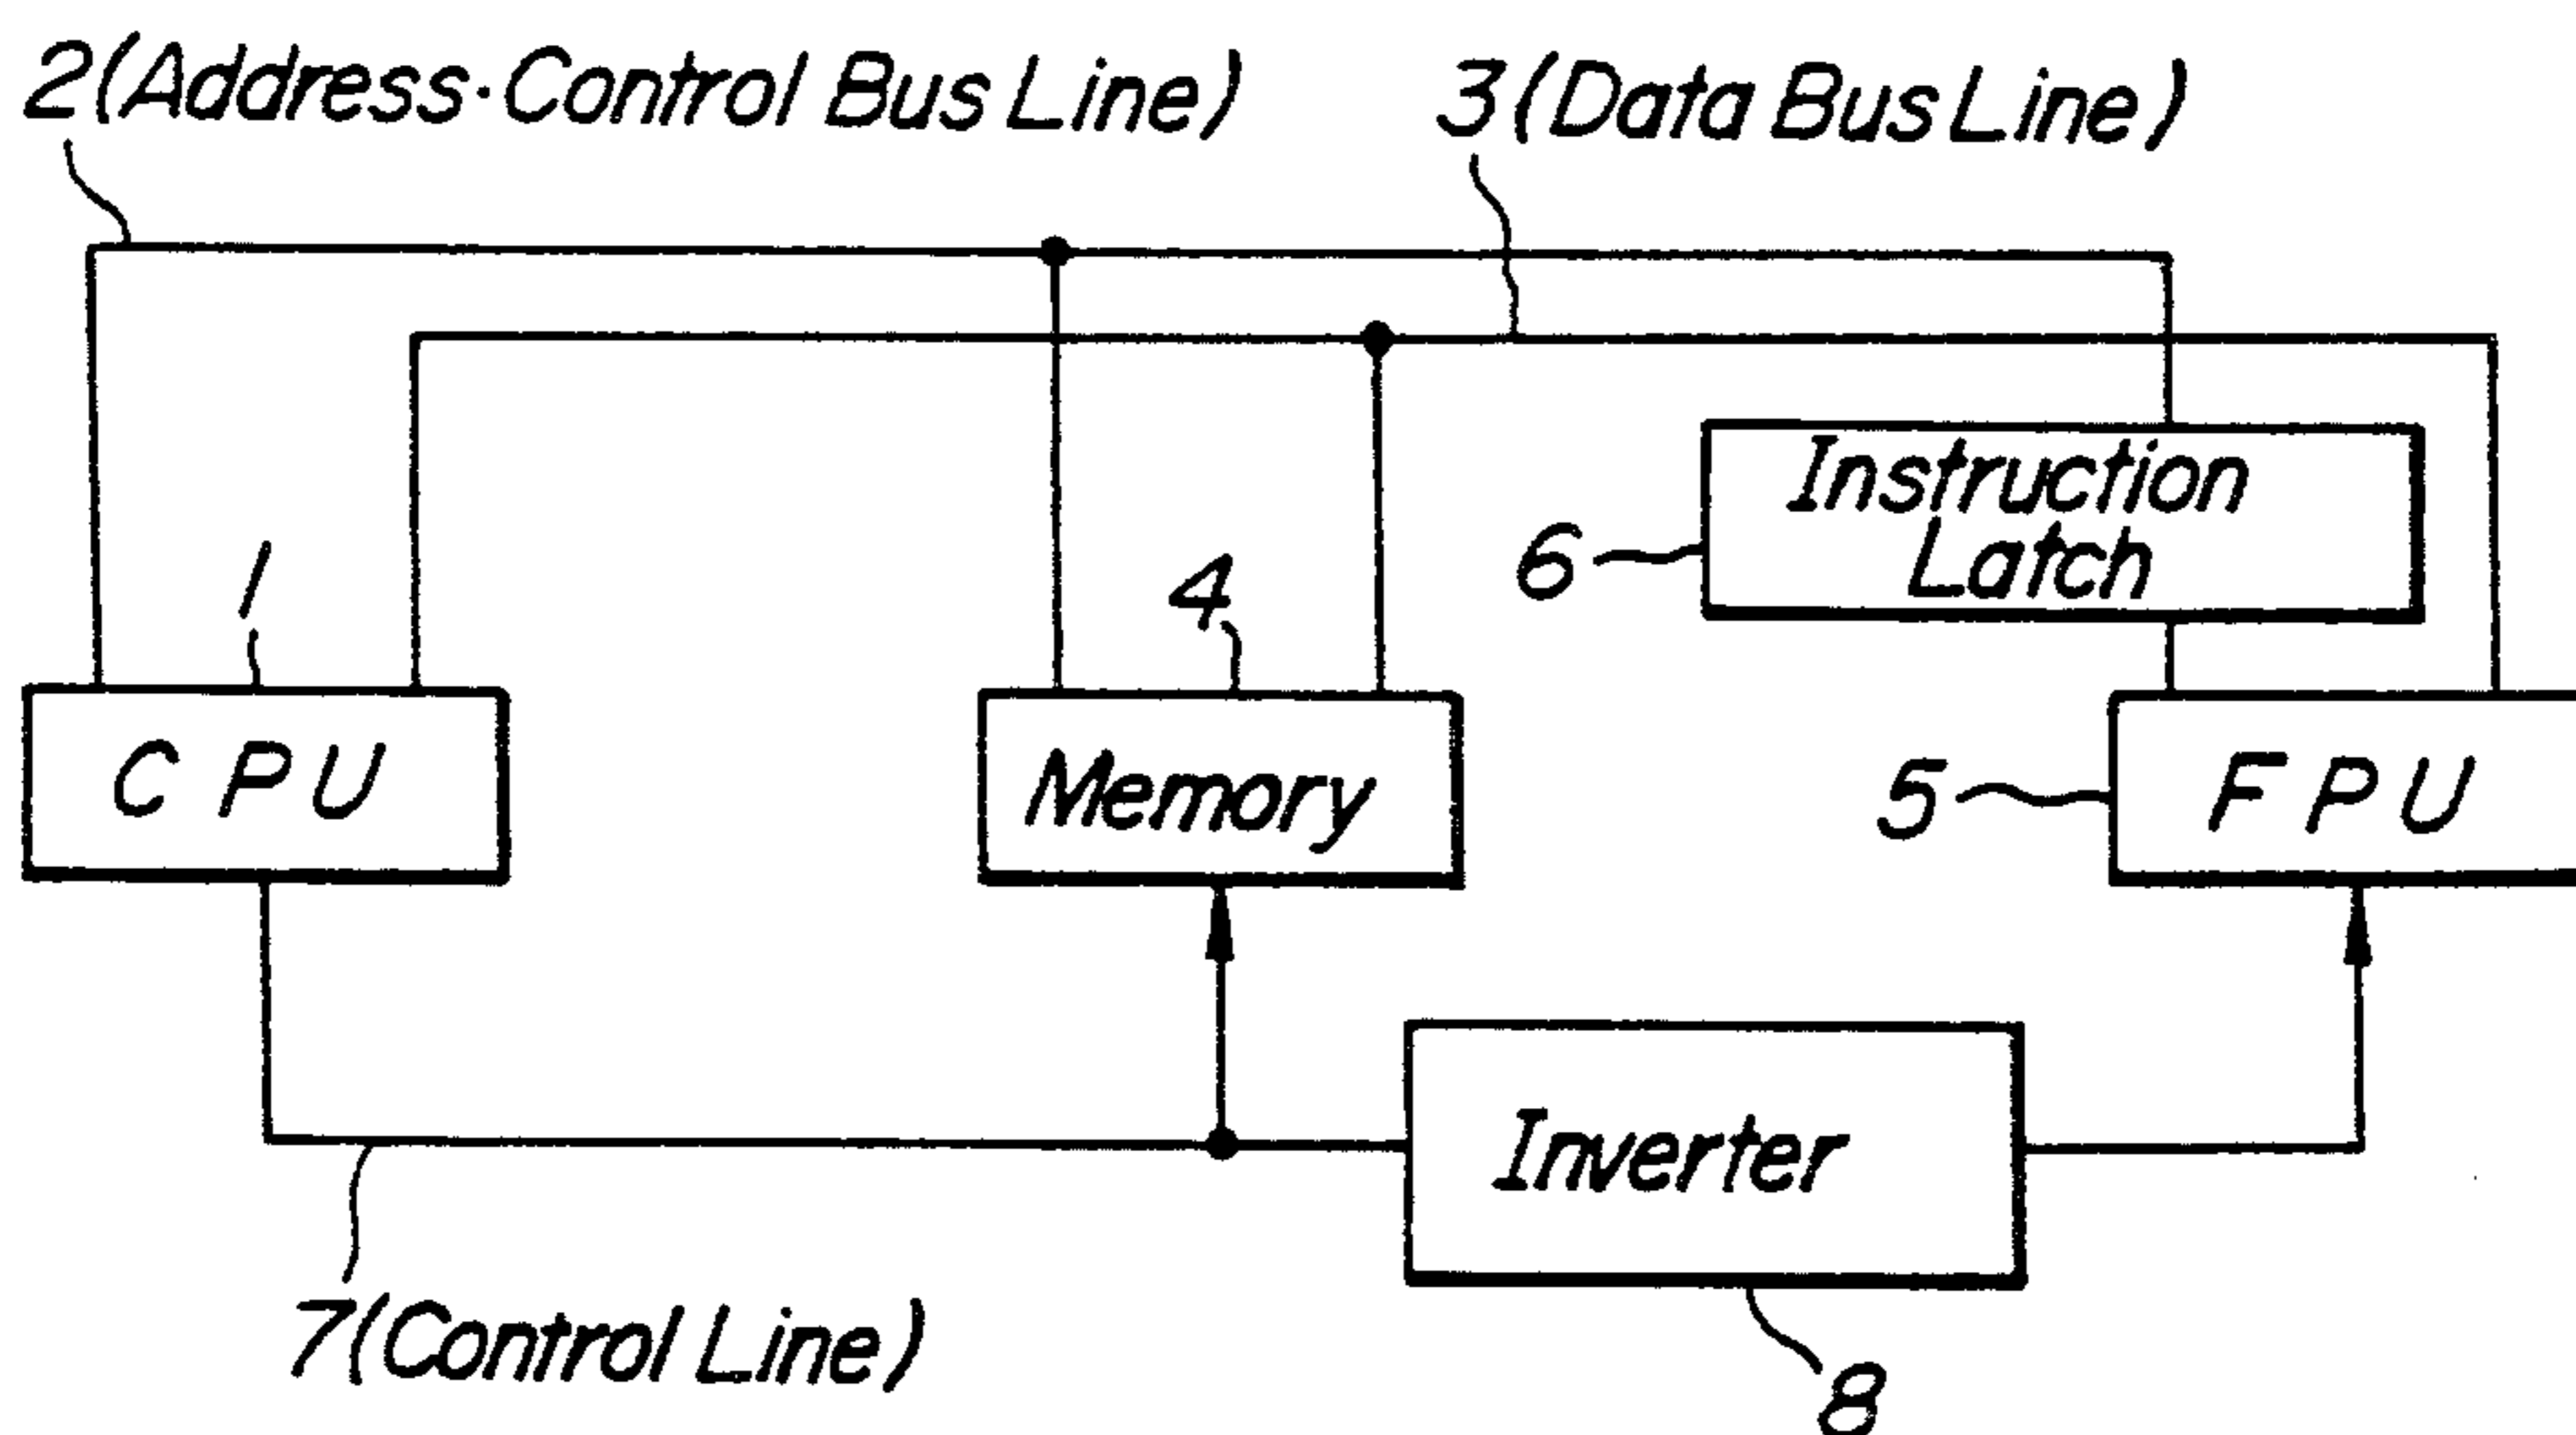 2(Address·Control Bus Line)
3(Data Bus Line)
Instruction
Latch
6
1
4
CPU
Memory
5
FPU
Inverter
7(Control Line)
8